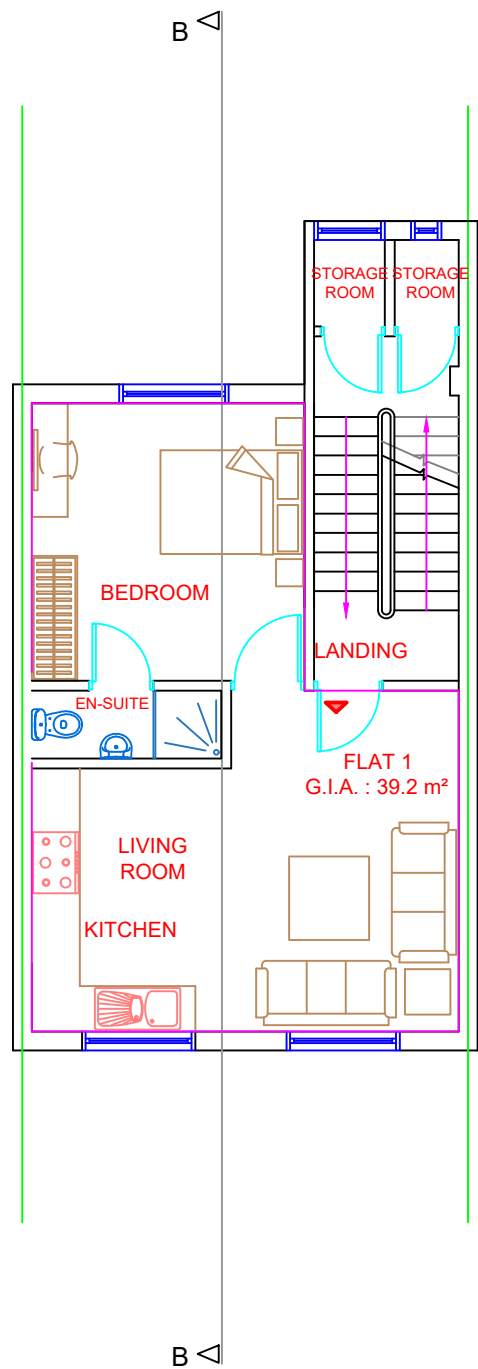 B
STORAGE
ROOM
STORAGE
ROOM
BEDROOM
LANDING
EN-SUITE
FLAT 1
G.I.A. : 39.2 m²
LIVING
ROOM
KITCHEN
B